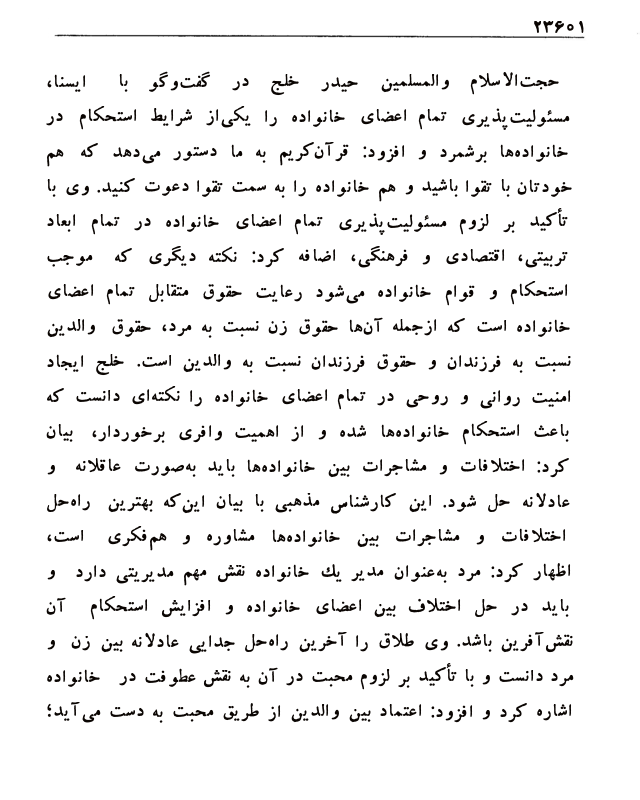 ۲۳۶۰۱
حجت‌الاسلام والمسلمین حیدر خلج در گفت‌وگو با ایسنا،
مسئولیت‌پذیری تمام اعضای خانواده را یکی‌از شرایط استحکام در
خانواده‌ها برشمرد و افزود: قرآن‌کریم به ما دستور می‌دهد که هم
خودتان با تقوا باشید و هم خانواده را به سمت تقوا دعوت کنید. وی با
تأکید بر لزوم مسئولیت‌پذیری تمام اعضای خانواده در تمام ابعاد
تربیتی، اقتصادی و فرهنگی، اضافه کرد: نکته دیگری که موجب
استحکام و قوام خانواده می‌شود رعایت حقوق متقابل تمام اعضای
خانواده است که ازجمله آن‌ها حقوق زن نسبت به مرد، حقوق والدین
نسبت به فرزندان و حقوق فرزندان نسبت به والدین است. خلج ایجاد
امنیت روانی و روحی در تمام اعضای خانواده را نکته‌ای دانست که
باعث استحکام خانواده‌ها شده و از اهمیت وافری برخوردار، بیان
کرد: اختلافات و مشاجرات بین خانواده‌ها باید به‌صورت عاقلانه و
عادلانه حل شود. این کارشناس مذهبی با بیان این‌که بهترین راه‌حل
اختلافات و مشاجرات بین خانواده‌ها مشاوره و هم‌فکری است،
اظهار کرد: مرد به‌عنوان مدیر یك خانواده نقش مهم مدیریتی دارد و
باید در حل اختلاف بین اعضای خانواده و افزایش استحکام آن
نقش‌آفرین باشد. وی طلاق را آخرین راه‌حل جدایی عادلانه بین زن و
مرد دانست و با تأکید بر لزوم محبت در آن به نقش عطوفت در خانواده
اشاره کرد و افزود: اعتماد بین والدین از طریق محبت به دست می‌آید؛